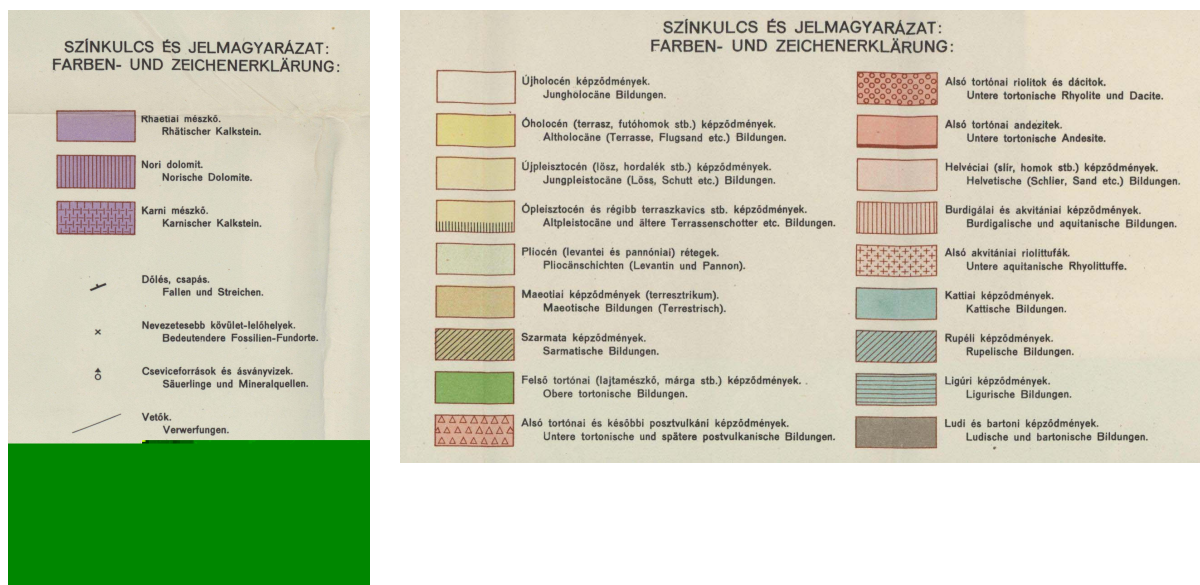 SZÍNKULCS ÉS JELMAGYARÁZAT:
FARBEN- UND ZEICHENERKLÄRUNG:
Rhaetiai mészkő.
Rhätischer Kalkstein.
Nori dolomit.
Norische Dolomite.
Karni mészkő.
Karnischer Kalkstein.
Dőlés, csapás.
Fallen und Streichen.
Nevezetesebb kövület-lelőhelyek.
Bedeutendere Fossilien-Fundorte.
Cseviceforrások és ásványvizek.
Säuerlinge und Mineralquellen.
Vetők.
Verwerfungen.
SZÍNKULCS ÉS JELMAGYARÁZAT:
FARBEN- UND ZEICHENERKLÄRUNG:
Újholocén képződmények.
Jungholocäne Bildungen.
Óholocén (terrasz, futóhomok stb.) képződmények.
Altholocäne (Terrasse, Flugsand etc.) Bildungen.
Újpleisztocén (lösz, hordalék stb.) képződmények.
Jungpleistocäne (Löss, Schutt etc.) Bildungen.
Ópleisztocén és régibb terraszkavics stb. képződmények.
Altpleistocäne und ältere Terrassenschotter etc. Bildungen.
Pliocén (levantei és pannóniai) rétegek.
Pliocänschichten (Levantin und Pannon).
Maeotiai képződmények (terresztrikum).
Maeotische Bildungen (Terrestrisch).
Szarmata képződmények.
Sarmatische Bildungen.
Felső tortónai (lajtamészkő, márga stb.) képződmények.
Obere tortonische Bildungen.
Alsó tortónai és későbbi posztvulkáni képződmények.
Untere tortonische und spätere postvulkanische Bildungen.
Alsó tortónai riolitok és dácitok.
Untere tortonische Rhyolite und Dacite.
Alsó tortónai andezitek.
Untere tortonische Andesite.
Helvéciai (slir, homok stb.) képződmények.
Helvetische (Schlier, Sand etc.) Bildungen.
Burdigálai és akvitániai képződmények.
Burdigalische und aquitanische Bildungen.
Alsó akvitániai riolittufák.
Untere aquitanische Rhyolittuffe.
Kattiai képződmények.
Kattische Bildungen.
Rupéli képződmények.
Rupelische Bildungen.
Ligúri képződmények.
Ligurische Bildungen.
Ludi és bartoni képződmények.
Ludische und bartonische Bildungen.